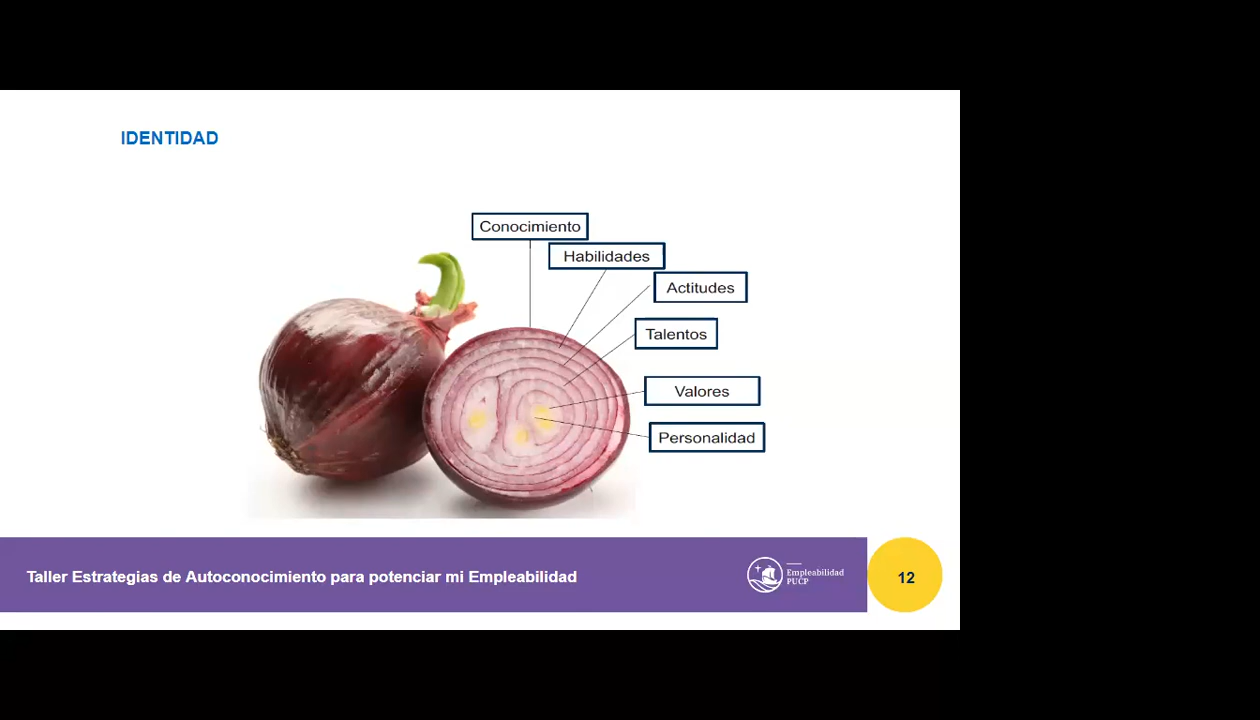 IDENTIDAD
Conocimiento
Habilidades
Actitudes
Talentos
Valores
Personalidad
Taller Estrategias de Autoconocimiento para potenciar mi Empleabilidad
Empleabilidad
PUCP
12